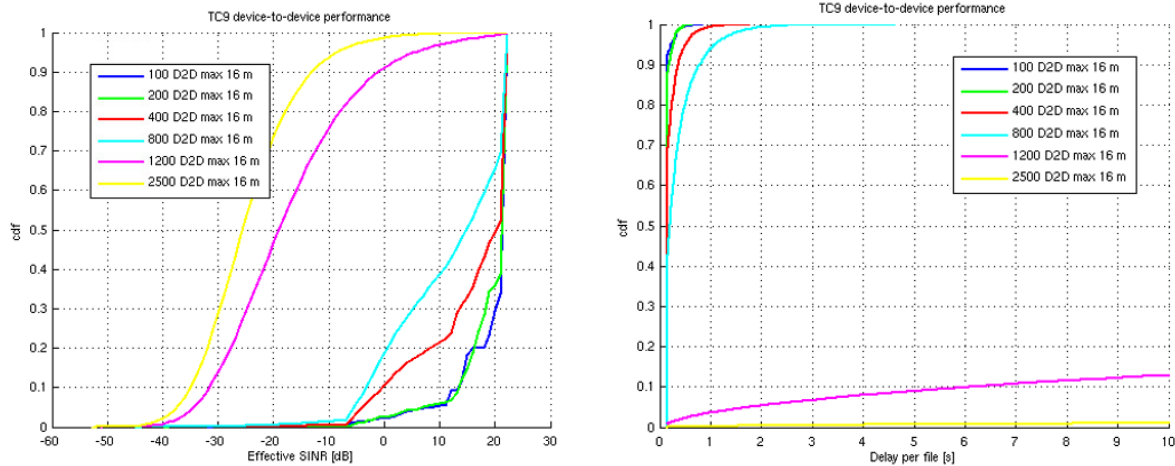 TC9 device-to-device performance
1
0.9
0.8
0.7
0.6
0.5
0.4
0.3
0.2
0.1
0
cdf
100 D2D max 16 m
200 D2D max 16 m
400 D2D max 16 m
800 D2D max 16 m
1200 D2D max 16 m
2500 D2D max 16 m
-60 -50 -40 -30 -20 -10 0 10 20 30
Effective SINR [dB]
TC9 device-to-device performance
1
0.9
0.8
0.7
0.6
0.5
0.4
0.3
0.2
0.1
0
cdf
100 D2D max 16 m
200 D2D max 16 m
400 D2D max 16 m
800 D2D max 16 m
1200 D2D max 16 m
2500 D2D max 16 m
0 1 2 3 4 5 6 7 8 9 10
Delay per file [s]